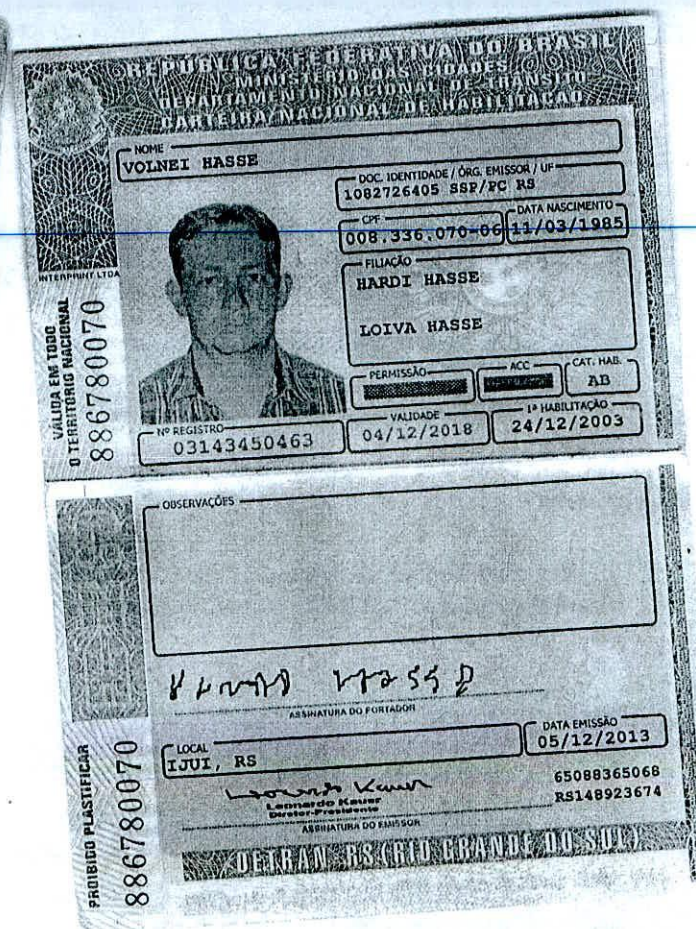 REPÚBLICA FEDERATIVA DO BRASIL
MINISTÉRIO DAS CIDADES
DEPARTAMENTO NACIONAL DE TRÂNSITO
CARTEIRA NACIONAL DE HABILITAÇÃO
NOME
VOLNEI HASSE
DOC. IDENTIDADE / ÓRG. EMISSOR / UF
1082726405 SSP/PC RS
CPF
DATA NASCIMENTO
008.336.070-06
11/03/1985
FILIAÇÃO
HARDI HASSE
LOIVA HASSE
PERMISSÃO
ACC
CAT. HAB.
AB
Nº REGISTRO
VALIDADE
1ª HABILITAÇÃO
03143450463
04/12/2018
24/12/2003
INTERPRINT LTDA
VÁLIDA EM TODO
O TERRITÓRIO NACIONAL
886780070
OBSERVAÇÕES
ASSINATURA DO PORTADOR
LOCAL
DATA EMISSÃO
IJUI, RS
05/12/2013
Leonardo Kauer
Diretor-Presidente
65088365068
RS148923674
ASSINATURA DO EMISSOR
PROIBIDO PLASTIFICAR
886780070
DETRAN RS (RIO GRANDE DO SUL)